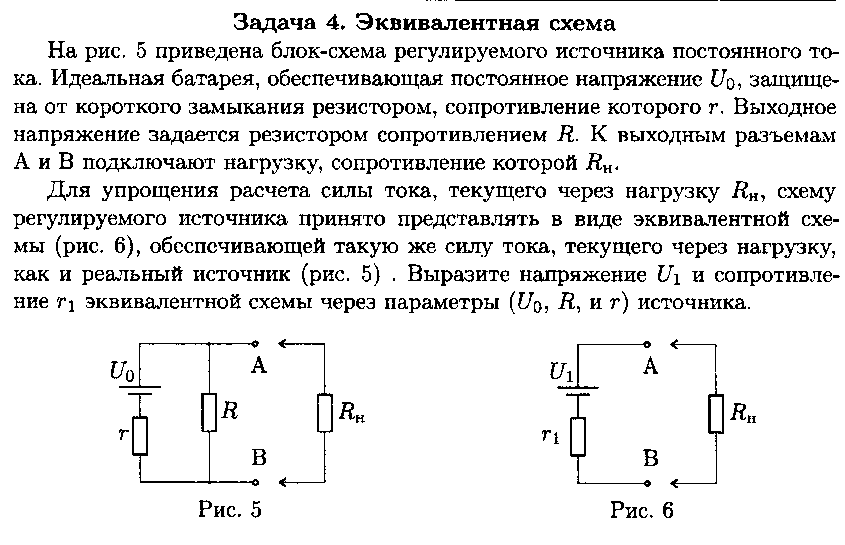 Задача 4. Эквивалентная схема
На рис. 5 приведена блок-схема регулируемого источника постоянного то-
ка. Идеальная батарея, обеспечивающая постоянное напряжение U₀, защище-
на от короткого замыкания резистором, сопротивление которого r. Выходное
напряжение задается резистором сопротивлением R. К выходным разъемам
А и В подключают нагрузку, сопротивление которой Rн.
Для упрощения расчета силы тока, текущего через нагрузку Rн, схему
регулируемого источника принято представлять в виде эквивалентной схе-
мы (рис. 6), обеспечивающей такую же силу тока, текущего через нагрузку,
как и реальный источник (рис. 5) . Выразите напряжение U₁ и сопротивле-
ние r₁ эквивалентной схемы через параметры (U₀, R, и r) источника.
U₀
r
R
А
В
Rн
Рис. 5
U₁
r₁
А
В
Rн
Рис. 6